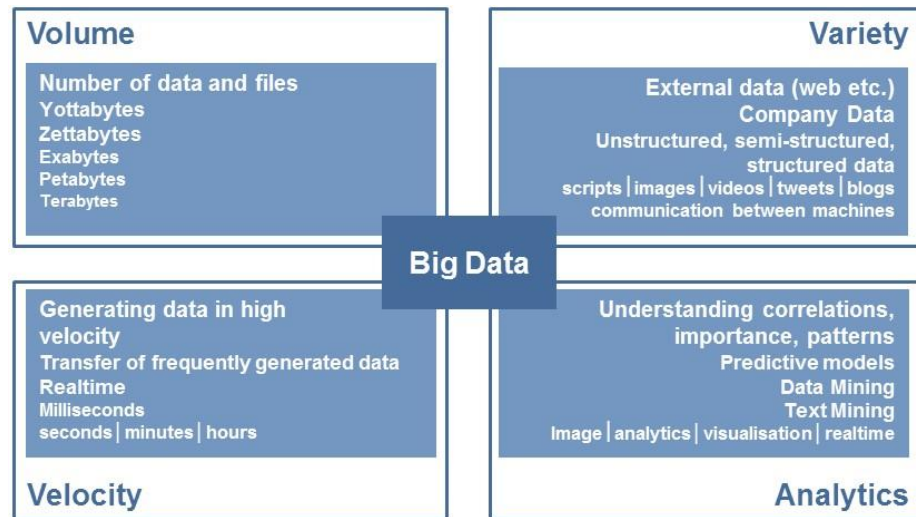 Volume
Number of data and files
Yottabytes
Zettabytes
Exabytes
Petabytes
Terabytes
Variety
External data (web etc.)
Company Data
Unstructured, semi-structured,
structured data
scripts|images|videos|tweets|blogs
communication between machines
Big Data
Generating data in high
velocity
Transfer of frequently generated data
Realtime
Milliseconds
seconds|minutes|hours
Velocity
Understanding correlations,
importance, patterns
Predictive models
Data Mining
Text Mining
Image|analytics|visualisation|realtime
Analytics